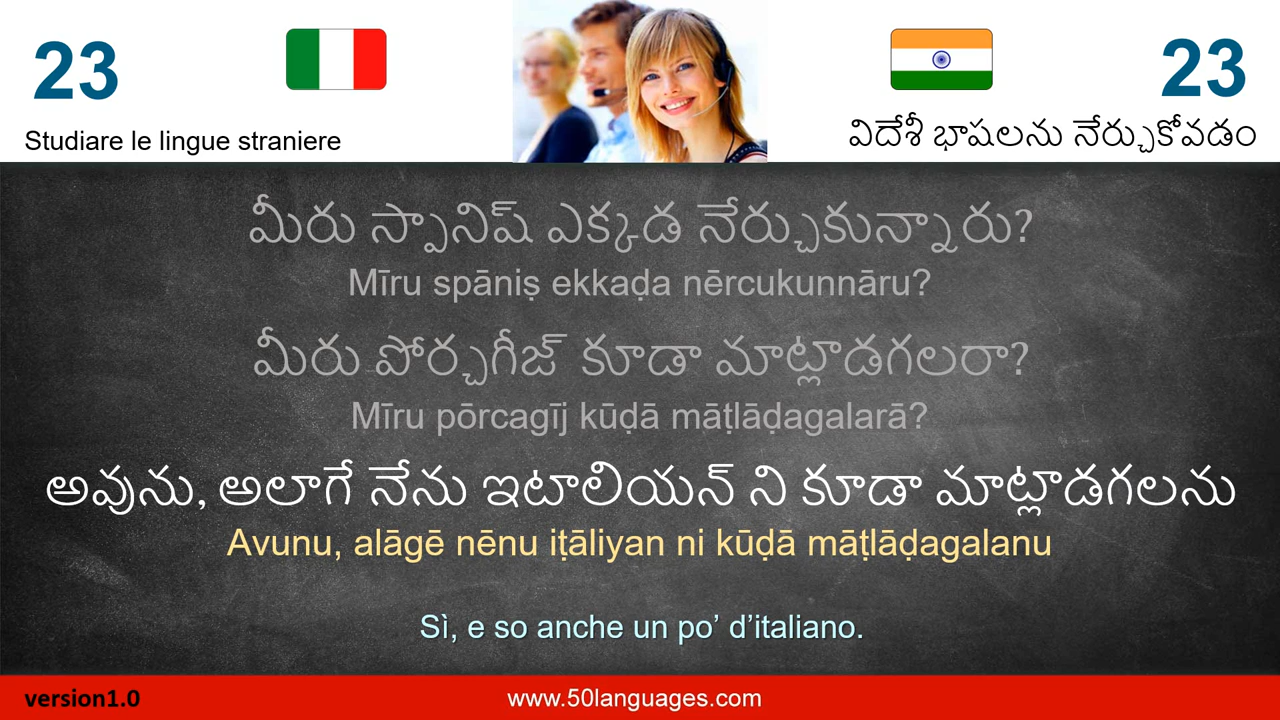 23
23
Studiare le lingue straniere
విదేశీ భాషలను నేర్చుకోవడం
మీరు స్పానిష్ ఎక్కడ నేర్చుకున్నారు?
Mīru spāniṣ ekkaḍa nērcukunnāru?
మీరు పోర్చగీజ్ కూడా మాట్లాడగలరా?
Mīru pōrcagīj kūḍā māṭlāḍagalarā?
అవును, అలాగే నేను ఇటాలియన్ ని కూడా మాట్లాడగలను
Avunu, alāgē nēnu iṭāliyan ni kūḍā māṭlāḍagalanu
Sì, e so anche un po’ d’italiano.
version1.0
www.50languages.com